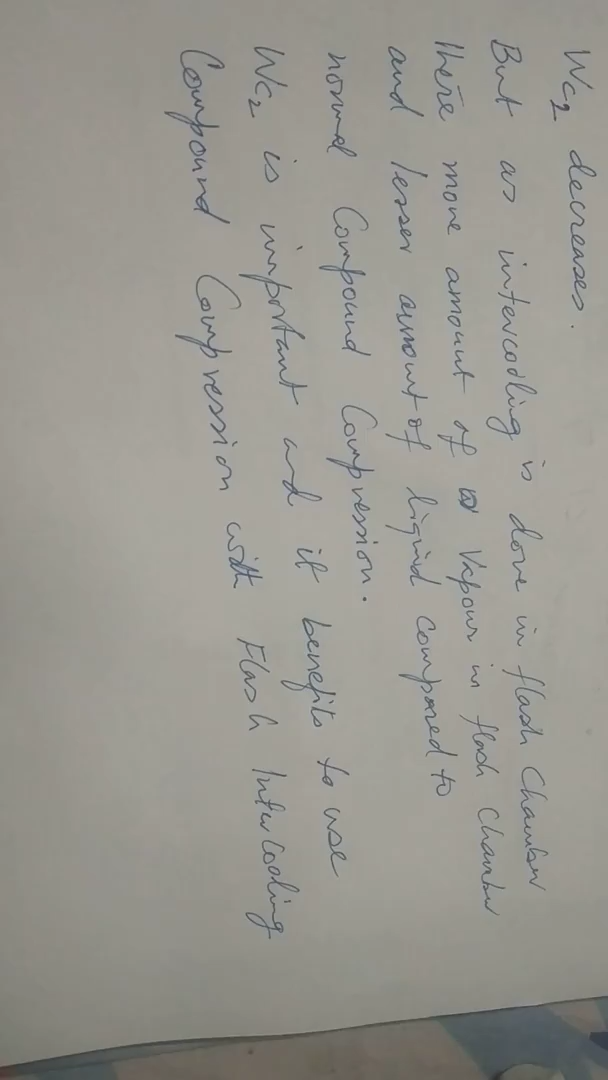 Wc2 decreases.
But as intercooling is done in flash chamber
there more amount of vapour in flash chamber
and lesser amount of liquid compared to
normal Compound Compression.
Wc2 is important and it benefits to use
Compound Compression with Flash Intercooling